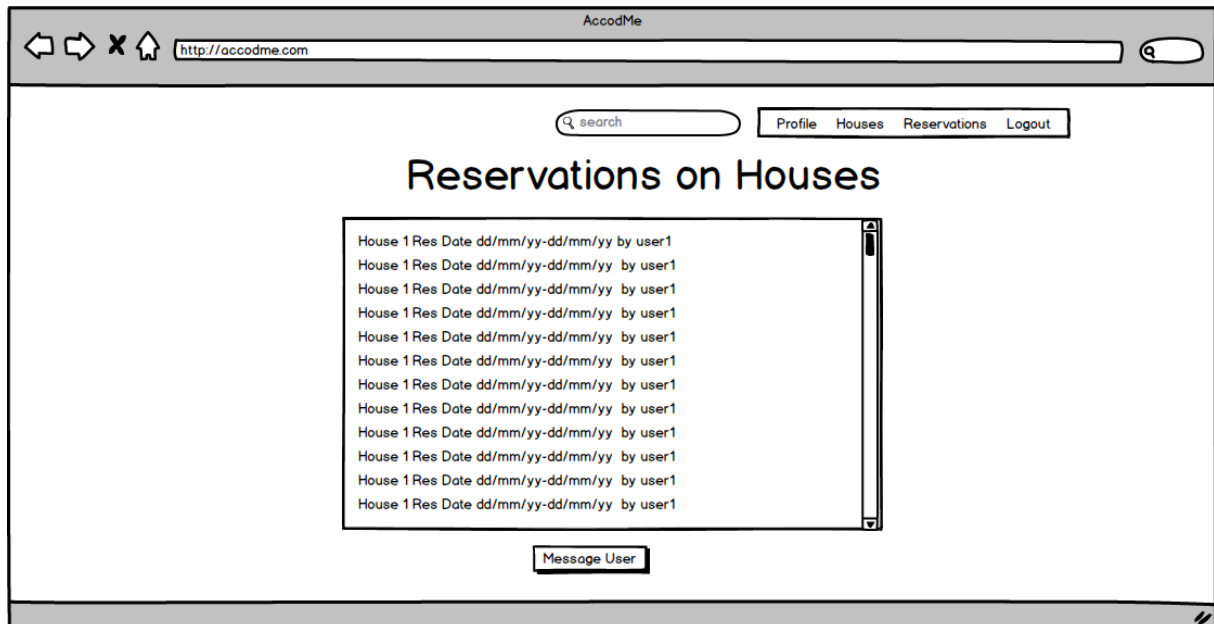 AccodMe
http://accodme.com
search
Profile Houses Reservations Logout
Reservations on Houses
House 1 Res Date dd/mm/yy-dd/mm/yy by user1
House 1 Res Date dd/mm/yy-dd/mm/yy by user1
House 1 Res Date dd/mm/yy-dd/mm/yy by user1
House 1 Res Date dd/mm/yy-dd/mm/yy by user1
House 1 Res Date dd/mm/yy-dd/mm/yy by user1
House 1 Res Date dd/mm/yy-dd/mm/yy by user1
House 1 Res Date dd/mm/yy-dd/mm/yy by user1
House 1 Res Date dd/mm/yy-dd/mm/yy by user1
House 1 Res Date dd/mm/yy-dd/mm/yy by user1
House 1 Res Date dd/mm/yy-dd/mm/yy by user1
House 1 Res Date dd/mm/yy-dd/mm/yy by user1
House 1 Res Date dd/mm/yy-dd/mm/yy by user1
Message User